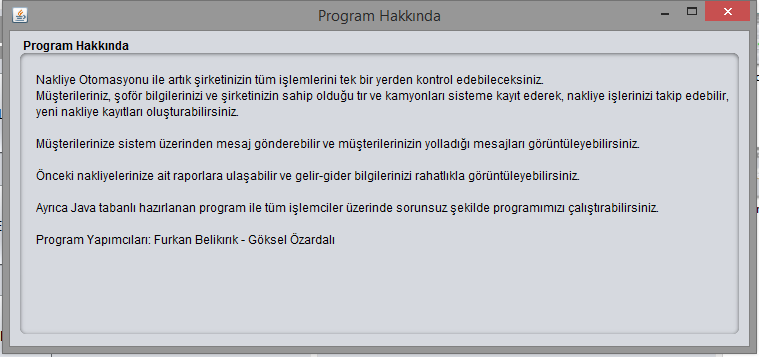 Program Hakkında
Program Hakkında
Nakliye Otomasyonu ile artık şirketinizin tüm işlemlerini tek bir yerden kontrol edebileceksiniz.
Müşterileriniz, şoför bilgilerinizi ve şirketinizin sahip olduğu tır ve kamyonları sisteme kayıt ederek, nakliye işlerinizi takip edebilir,
yeni nakliye kayıtları oluşturabilirsiniz.
Müşterilerinize sistem üzerinden mesaj gönderebilir ve müşterilerinizin yolladığı mesajları görüntüleyebilirsiniz.
Önceki nakliyelerinize ait raporlara ulaşabilir ve gelir-gider bilgilerinizi rahatlıkla görüntüleyebilirsiniz.
Ayrıca Java tabanlı hazırlanan program ile tüm işlemciler üzerinde sorunsuz şekilde programımızı çalıştırabilirsiniz.
Program Yapımcıları: Furkan Belikırık - Göksel Özardalı